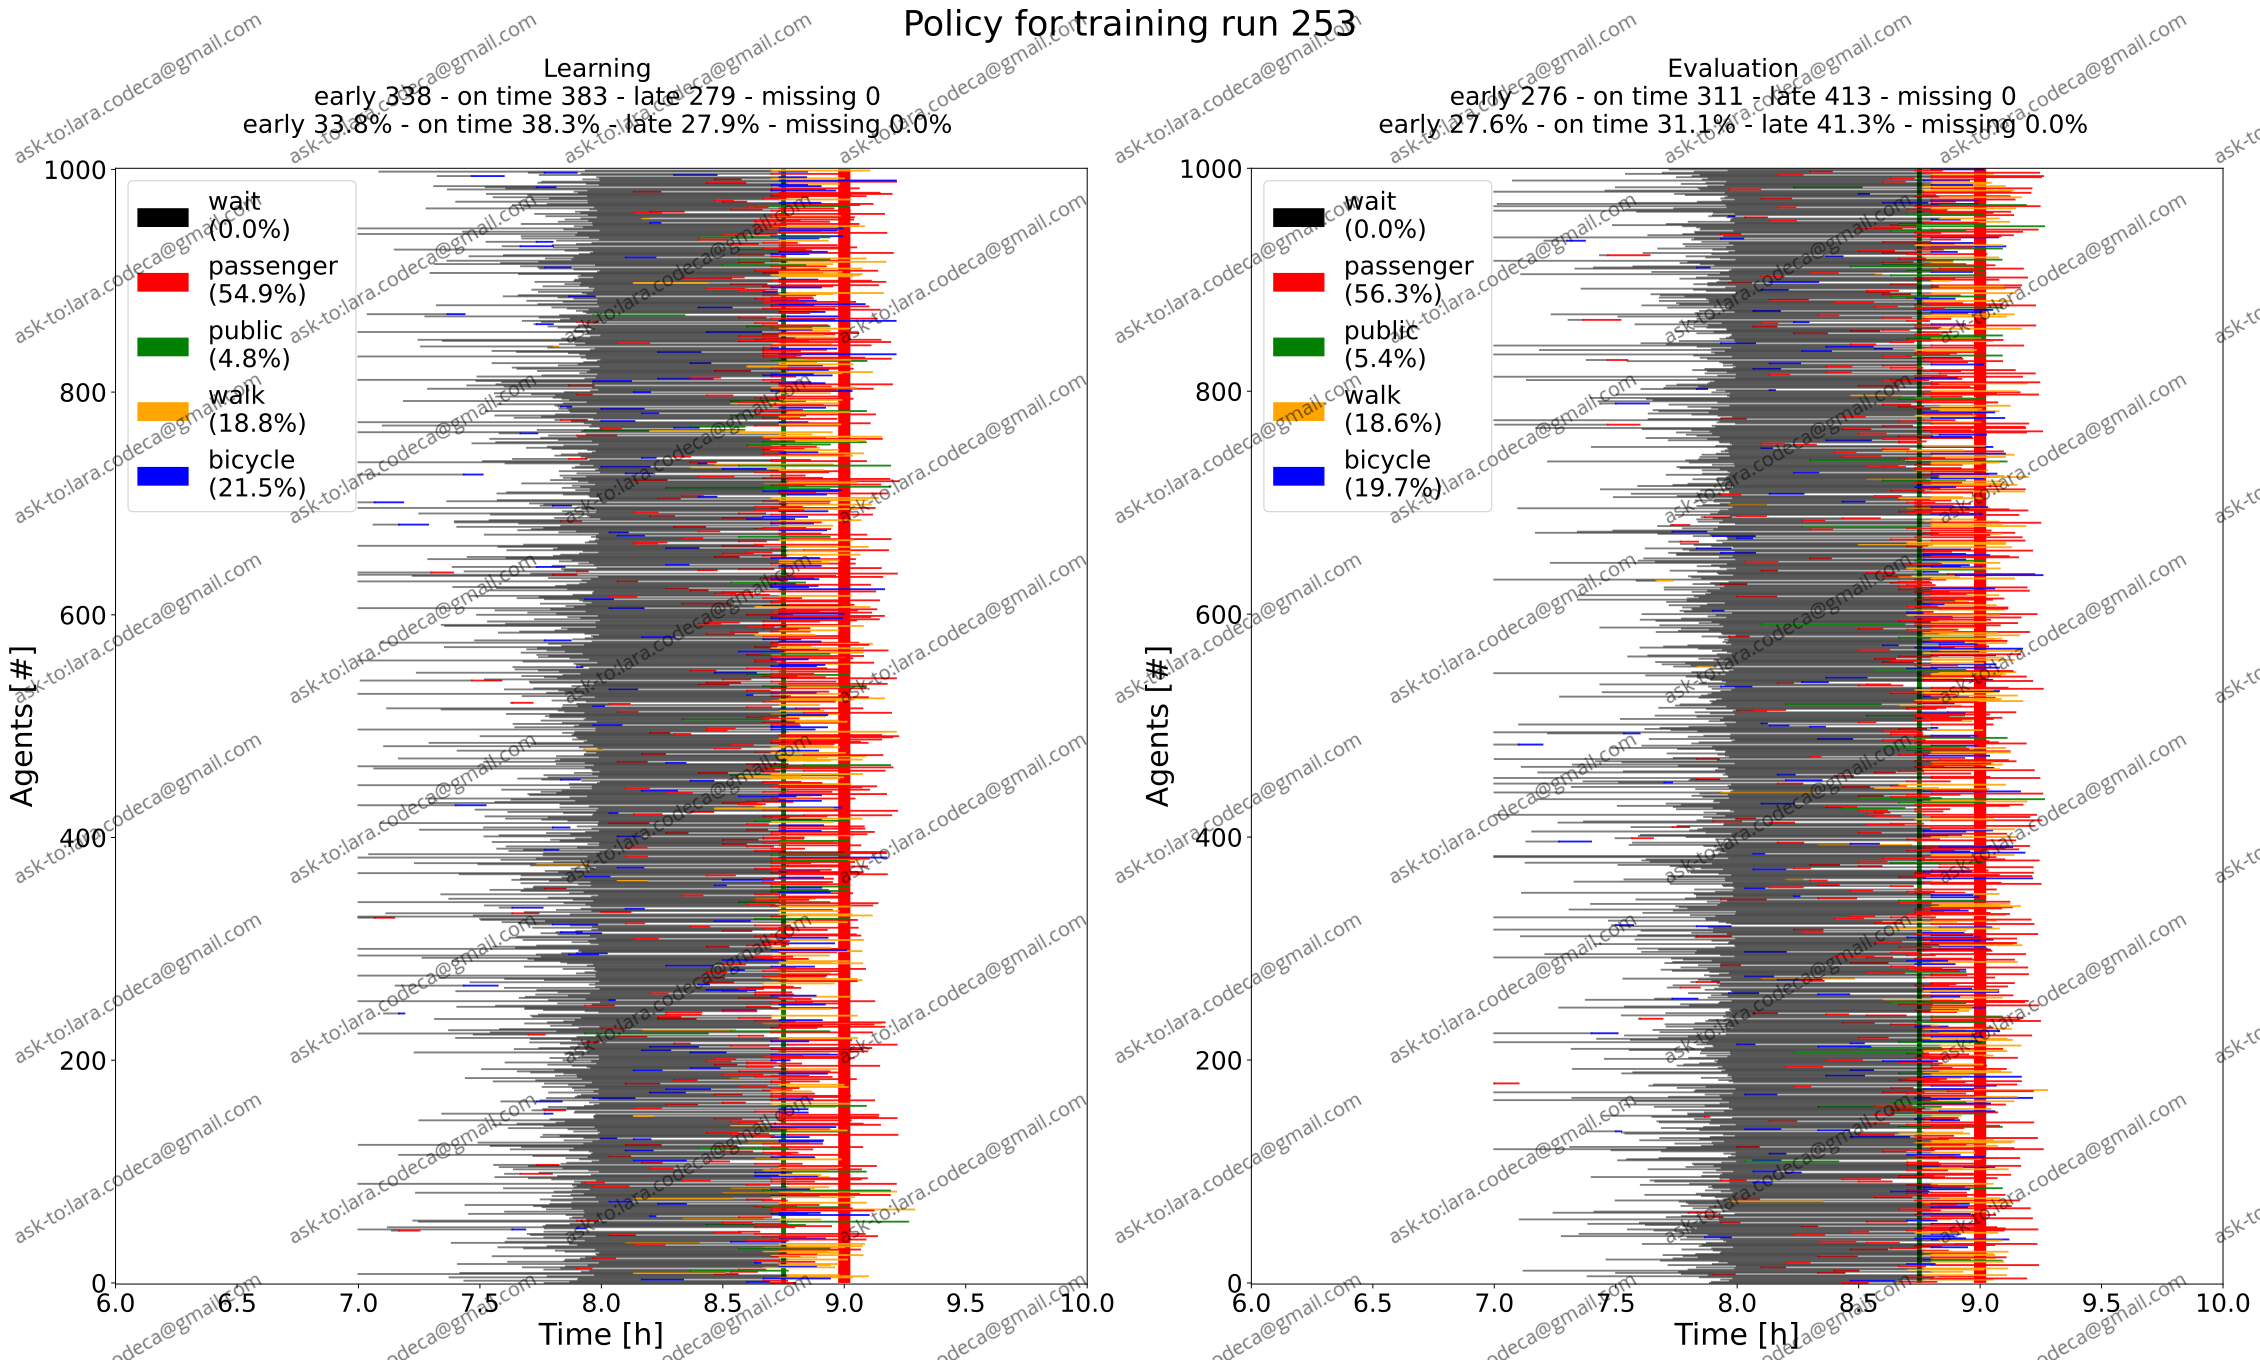 Policy for training run 253
Learning
early 338 - on time 383 - late 279 - missing 0
early 33.8% - on time 38.3% - late 27.9% - missing 0.0%
1000
800
600
400
200
0
Agents [#]
wait
(0.0%)
passenger
(54.9%)
public
(4.8%)
walk
(18.8%)
bicycle
(21.5%)
6.0 6.5 7.0 7.5 8.0 8.5 9.0 9.5 10.0
Time [h]
Evaluation
early 276 - on time 311 - late 413 - missing 0
early 27.6% - on time 31.1% - late 41.3% - missing 0.0%
1000
800
600
400
200
0
Agents [#]
wait
(0.0%)
passenger
(56.3%)
public
(5.4%)
walk
(18.6%)
bicycle
(19.7%)
6.0 6.5 7.0 7.5 8.0 8.5 9.0 9.5 10.0
Time [h]
ask-to:lara.codeca@gmail.com